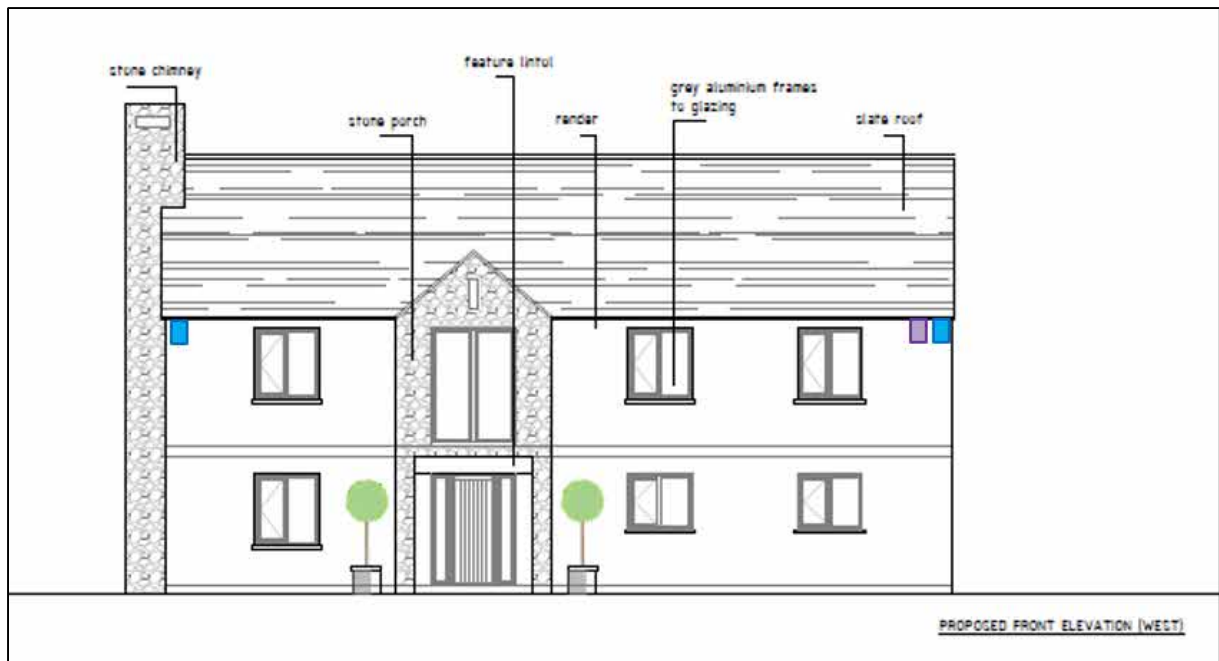 feature lintol
stone chimney
grey aluminium frames
to glazing
stone porch
render
slate roof
PROPOSED FRONT ELEVATION (WEST)